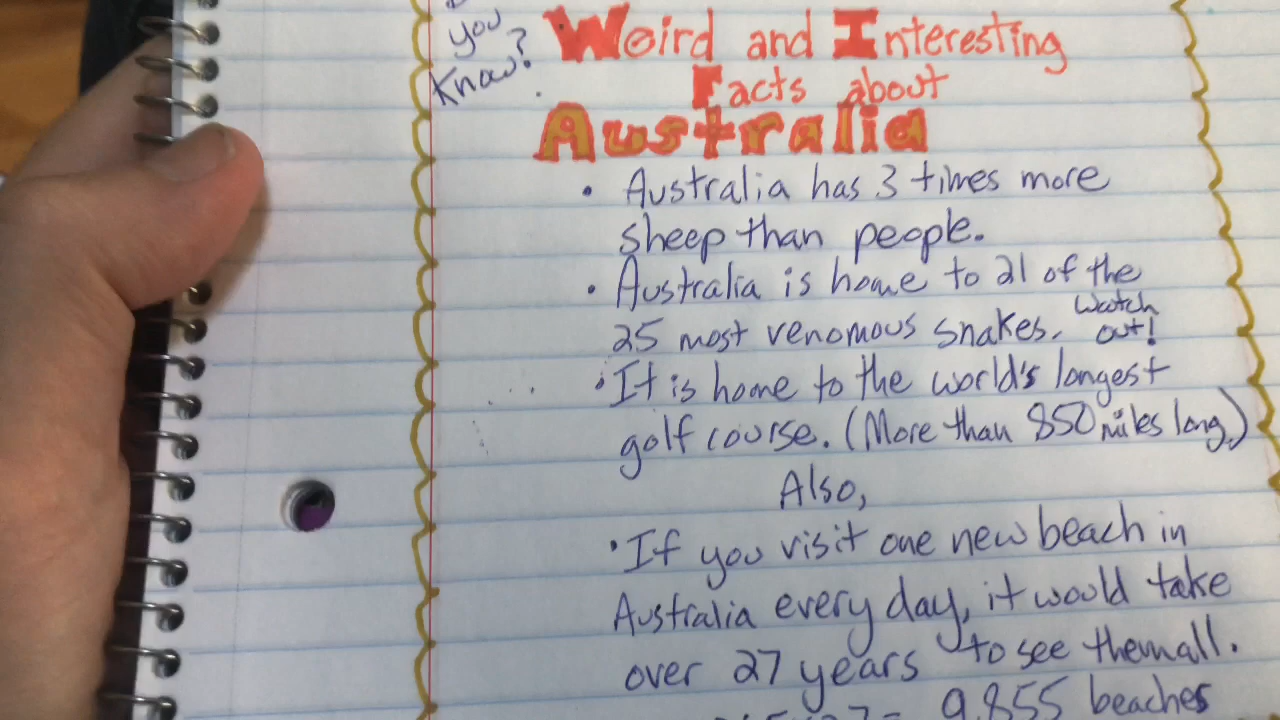 you
know?
Weird and Interesting
Facts about
Australia
• Australia has 3 times more
sheep than people.
• Australia is home to 21 of the
25 most venomous snakes. Watch
out!
• It is home to the world's longest
golf course. (More than 850 miles long)
Also,
• If you visit one new beach in
Australia every day, it would take
over 27 years to see them all.
9,855 beaches